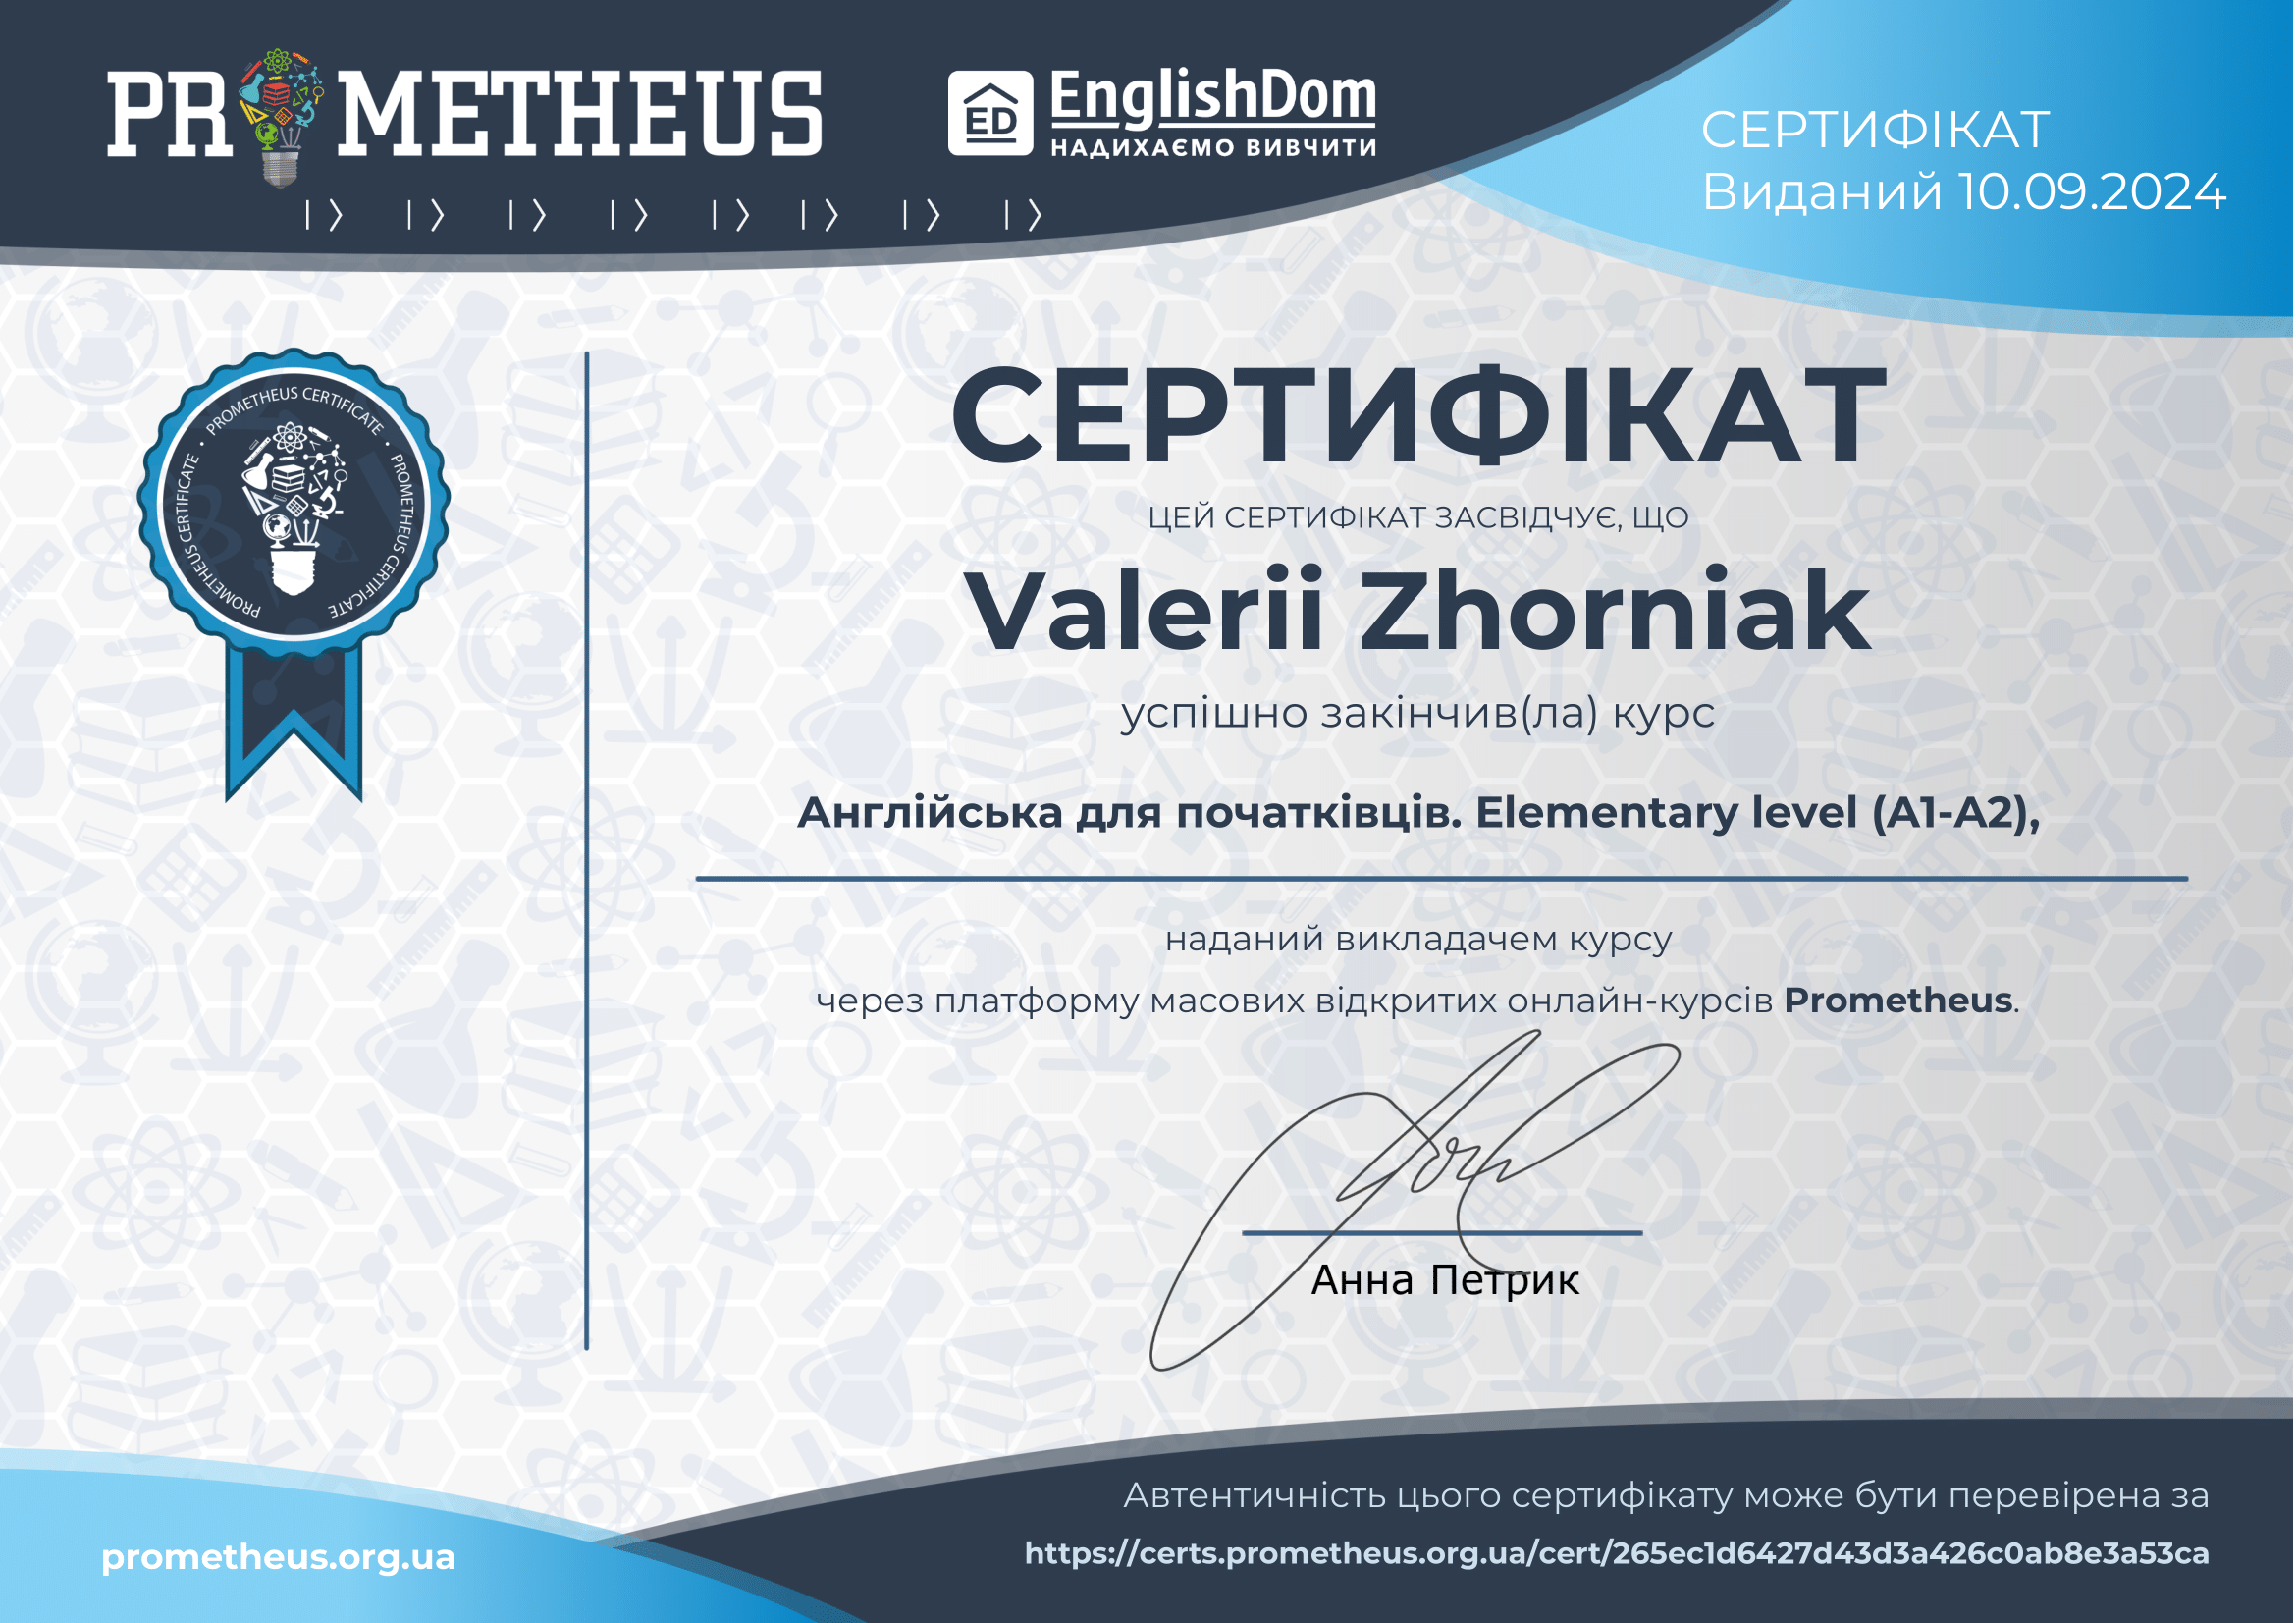 PROMETHEUS
ED
EnglishDom
НАДИХАЄМО ВИВЧИТИ
СЕРТИФІКАТ
Виданий 10.09.2024
PROMETHEUS CERTIFICATE • PROMETHEUS CERTIFICATE • PROMETHEUS CERTIFICATE
СЕРТИФІКАТ
ЦЕЙ СЕРТИФІКАТ ЗАСВІДЧУЄ, ЩО
Valerii Zhorniak
успішно закінчив(ла) курс
Англійська для початківців. Elementary level (A1-A2),
наданий викладачем курсу
через платформу масових відкритих онлайн-курсів Prometheus.
Анна Петрик
Автентичність цього сертифікату може бути перевірена за
https://certs.prometheus.org.ua/cert/265ec1d6427d43d3a426c0ab8e3a53ca
prometheus.org.ua